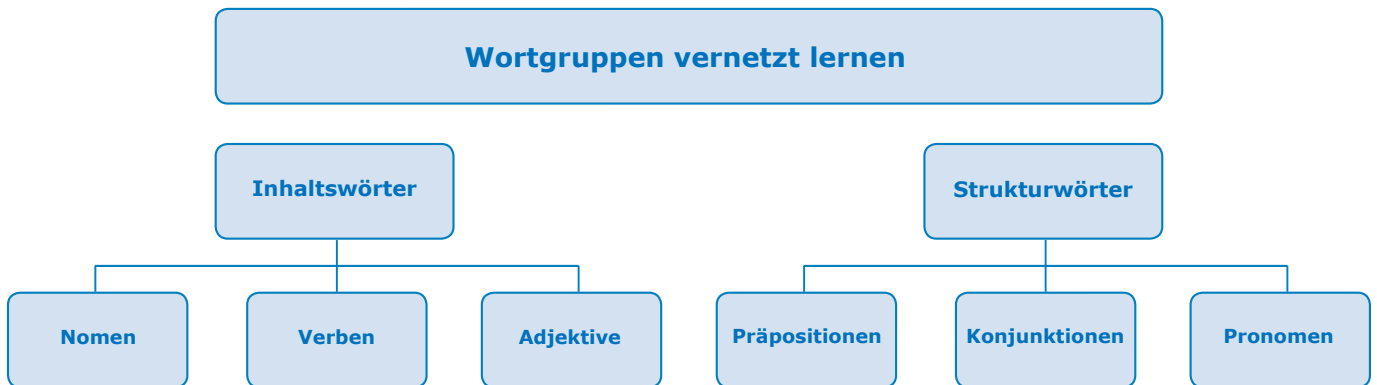 Wortgruppen vernetzt lernen
Inhaltswörter
Strukturwörter
Nomen
Verben
Adjektive
Präpositionen
Konjunktionen
Pronomen